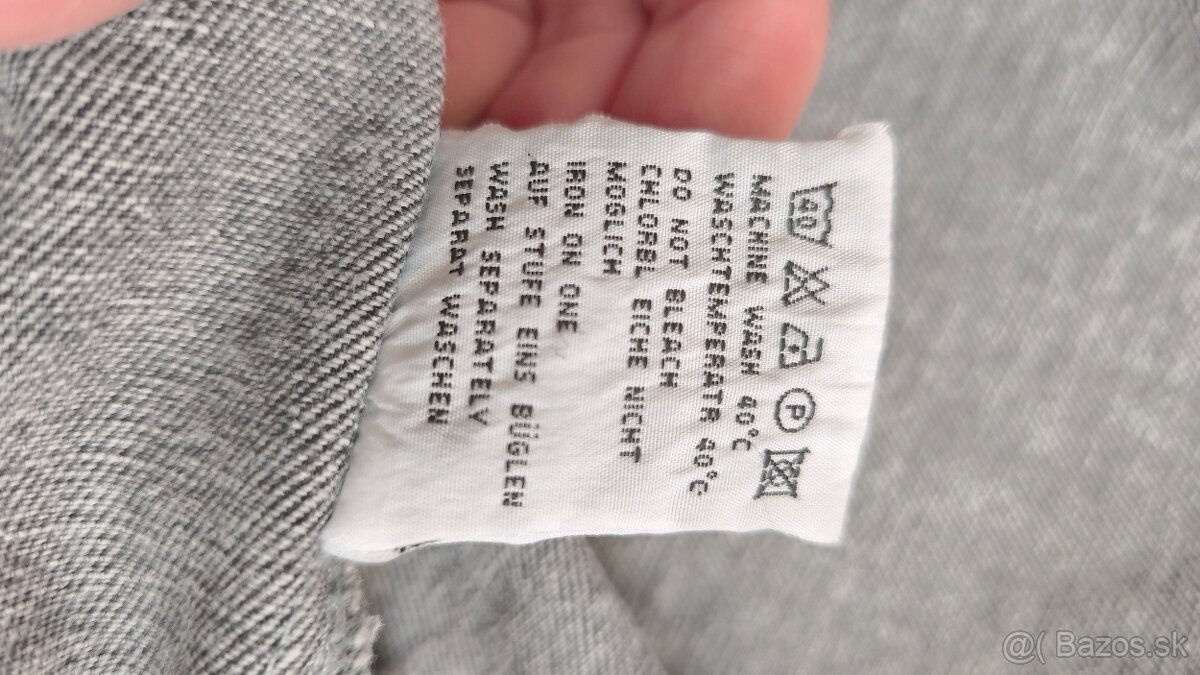 40 P
MACHINE WASH 40°C
WASCHTEMPERATR 40°C
DO NOT BLEACH
CHLORBL EICHE NICHT
MOGLICH
IRON ON ONE
AUF STUFE EINS BÜGLEN
WASH SEPARATELY
SEPARAT WASCHEN
@( Bazos.sk